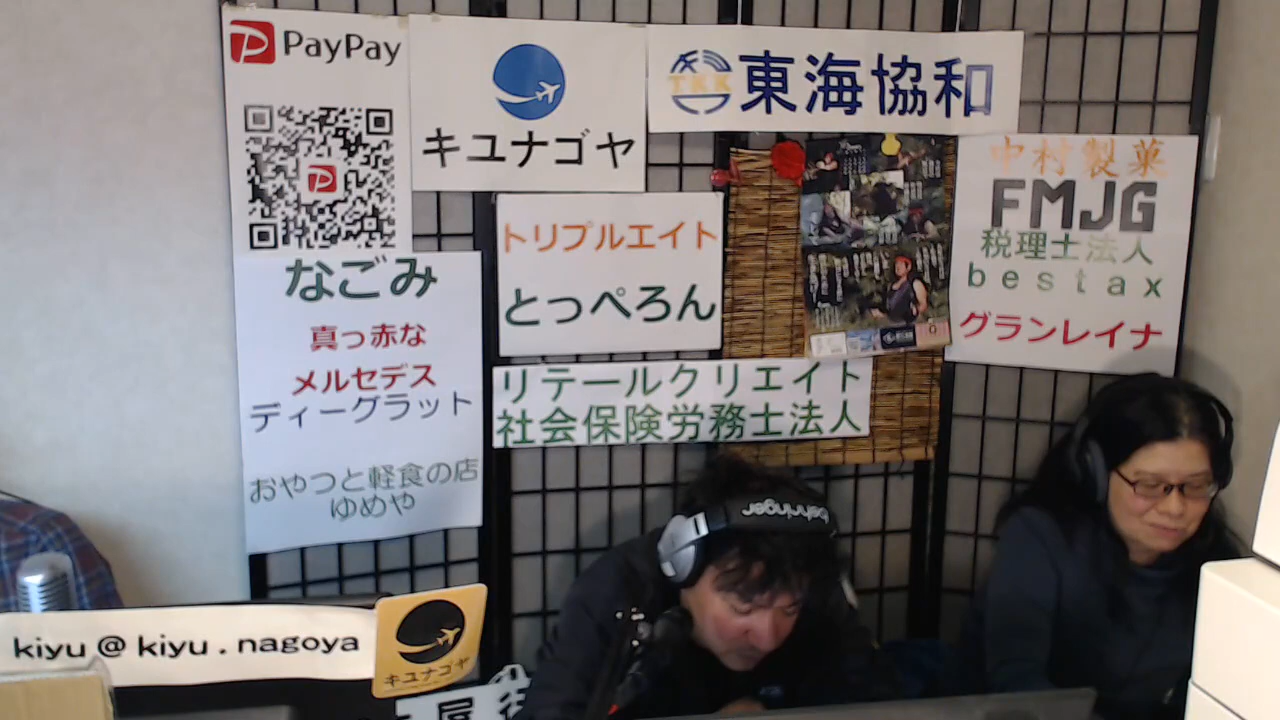 PayPay
キユナゴヤ
TKK 東海協和
中村製菓
FMJG
税理士法人
bestax
グランレイナ
トリプルエイト
とっぺろん
なごみ
真っ赤な
メルセデス
ディーグラット
おやつと軽食の店
ゆめや
リテールクリエイト
社会保険労務士法人
behringer
kiyu@kiyu.nagoya
キユナゴヤ
屋